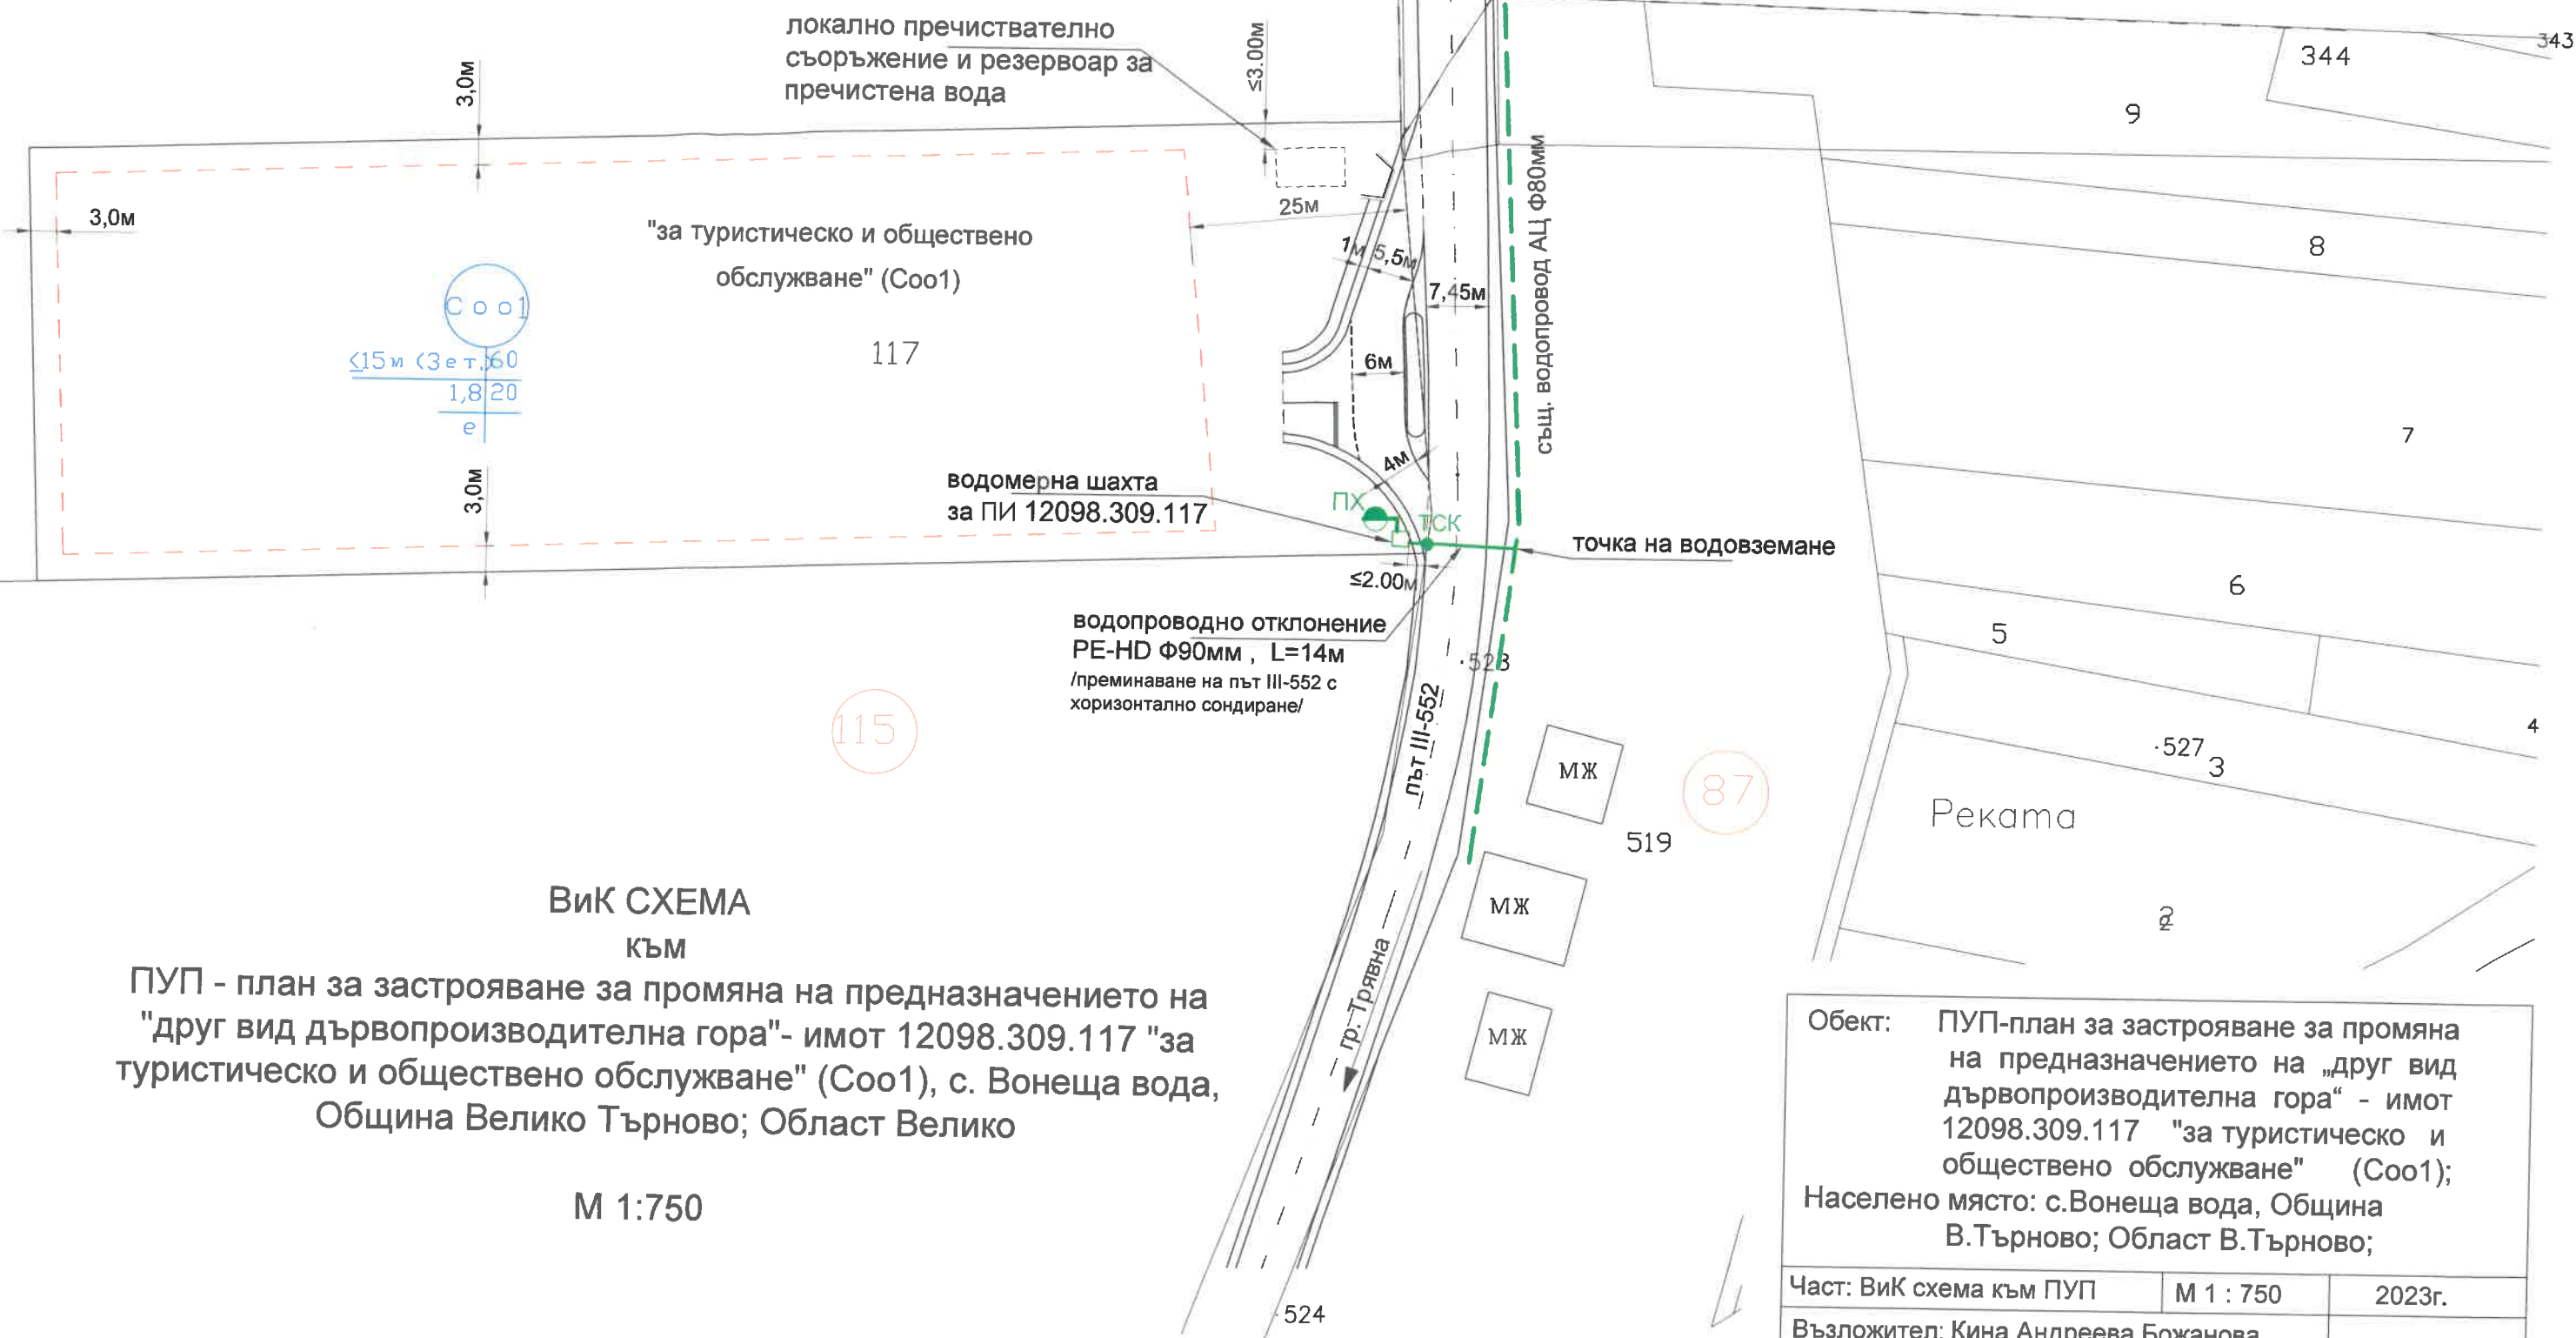 локално пречиствателно
съоръжение и резервоар за
пречистена вода
≤3.00м
3,0м
3,0м
"за туристическо и обществено
обслужване" (Соо1)
117
Соо1
≤15м (3ет.) 60
1,8 20
е
3,0м
25м
1м 5,5м
7,45м
6м
4м
същ. водопровод АЦ Ф80мм
343
344
9
8
7
6
5
4
·527
3
Реката
2
водомерна шахта
за ПИ 12098.309.117
ПХ
ТСК
точка на водовземане
≤2.00м
водопроводно отклонение
PE-HD Ф90мм , L=14м
/преминаване на път III-552 с
хоризонтално сондиране/
·523
път III-552
115
87
МЖ
519
МЖ
МЖ
гр. Трявна
524
ВиК СХЕМА
към
ПУП - план за застрояване за промяна на предназначението на
"друг вид дървопроизводителна гора"- имот 12098.309.117 "за
туристическо и обществено обслужване" (Соо1), с. Вонеща вода,
Община Велико Търново; Област Велико
М 1:750
Обект: ПУП-план за застрояване за промяна
на предназначението на „друг вид
дървопроизводителна гора“ - имот
12098.309.117 "за туристическо и
обществено обслужване" (Соо1);
Населено място: с.Вонеща вода, Община
В.Търново; Област В.Търново;
Част: ВиК схема към ПУП М 1 : 750 2023г.
Възложител: Кина Андреева Божанова